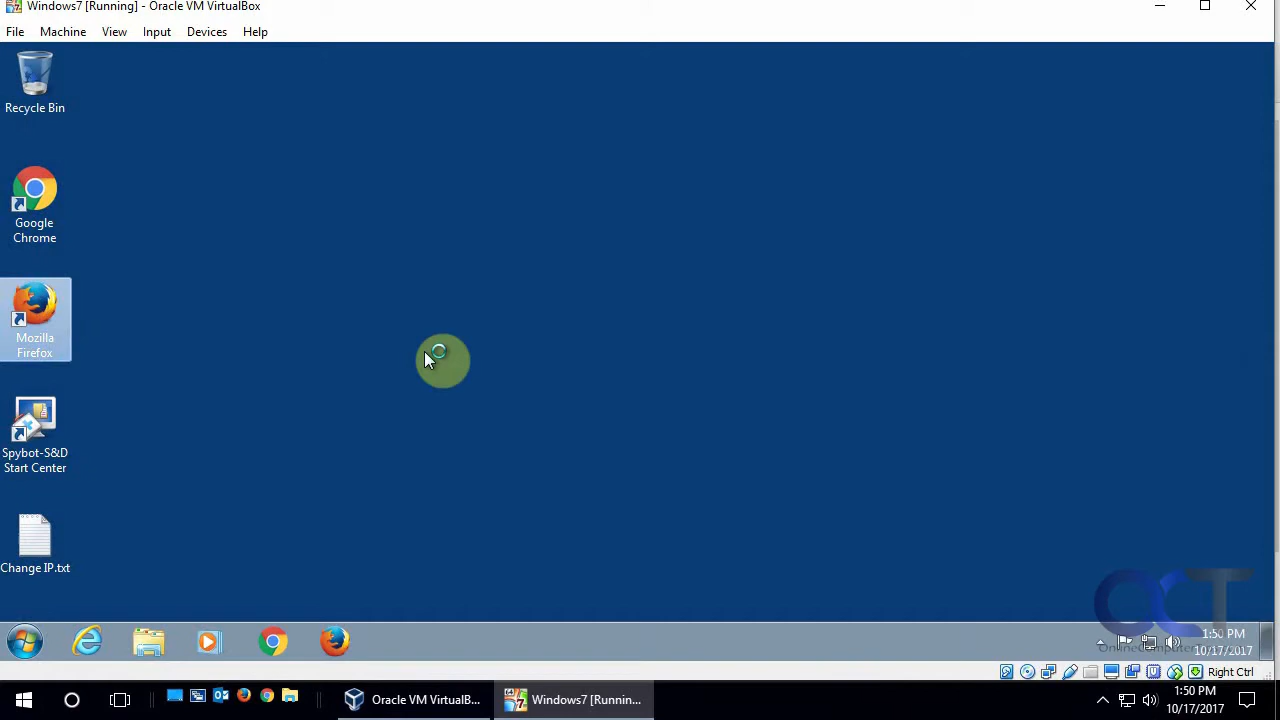 Windows7 [Running] - Oracle VM VirtualBox
File Machine View Input Devices Help
Recycle Bin
Google
Chrome
Mozilla
Firefox
Spybot-S&D
Start Center
Change IP.txt
OCT
1:50 PM
10/17/2017
Right Ctrl
Oracle VM VirtualB...
Windows7 [Runnin...
1:50 PM
10/17/2017